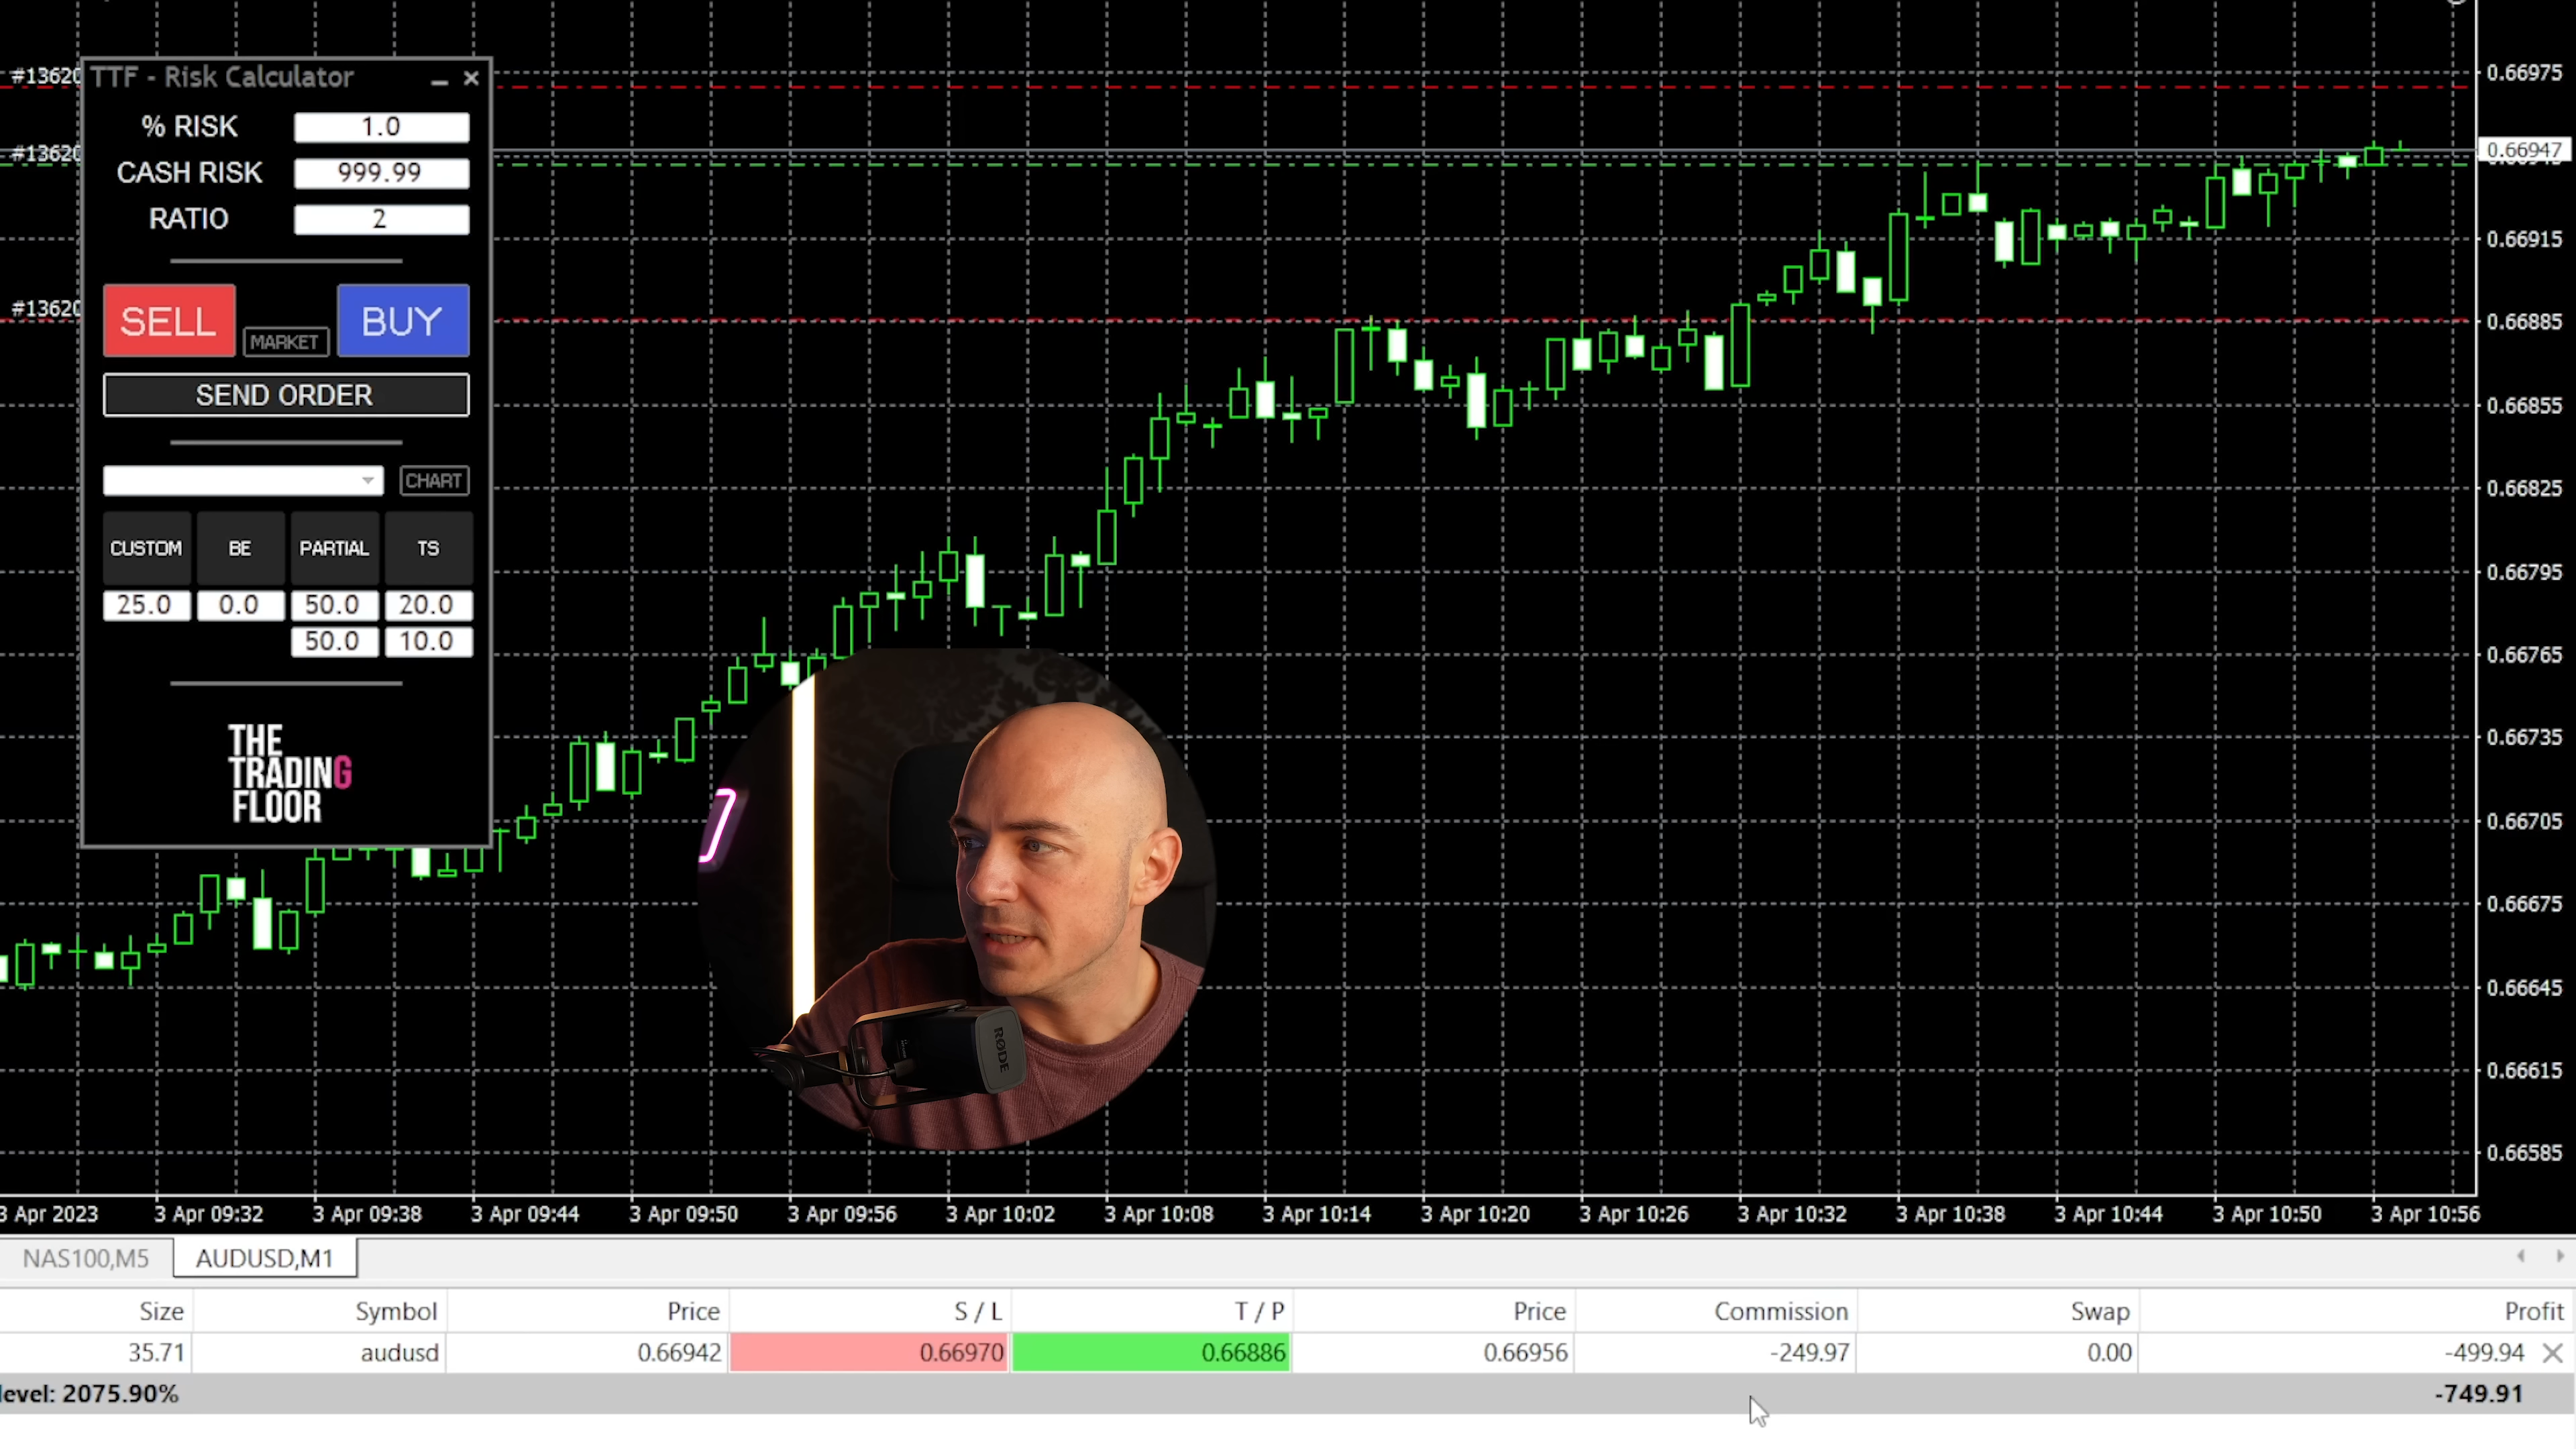 #13620
#13620
#13620
TTF - Risk Calculator
% RISK 1.0
CASH RISK 999.99
RATIO 2
SELL MARKET BUY
SEND ORDER
CHART
CUSTOM BE PARTIAL TS
25.0 0.0 50.0 20.0
50.0 10.0
THE
TRADING
FLOOR
RØDE
0.66975
0.66947
0.66915
0.66885
0.66855
0.66825
0.66795
0.66765
0.66735
0.66705
0.66675
0.66645
0.66615
0.66585
3 Apr 2023 3 Apr 09:32 3 Apr 09:38 3 Apr 09:44 3 Apr 09:50 3 Apr 09:56 3 Apr 10:02 3 Apr 10:08 3 Apr 10:14 3 Apr 10:20 3 Apr 10:26 3 Apr 10:32 3 Apr 10:38 3 Apr 10:44 3 Apr 10:50 3 Apr 10:56
NAS100,M5 AUDUSD,M1
Size Symbol Price S / L T / P Price Commission Swap Profit
35.71 audusd 0.66942 0.66970 0.66886 0.66956 -249.97 0.00 -499.94
level: 2075.90% -749.91